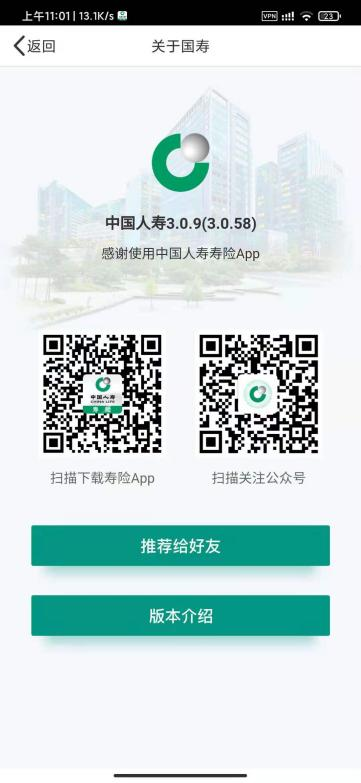 上午11:01 | 13.1K/s
VPN
23
返回
关于国寿
中国人寿3.0.9(3.0.58)
感谢使用中国人寿寿险App
中国人寿
CHINA LIFE
寿险
扫描下载寿险App
扫描关注公众号
推荐给好友
版本介绍